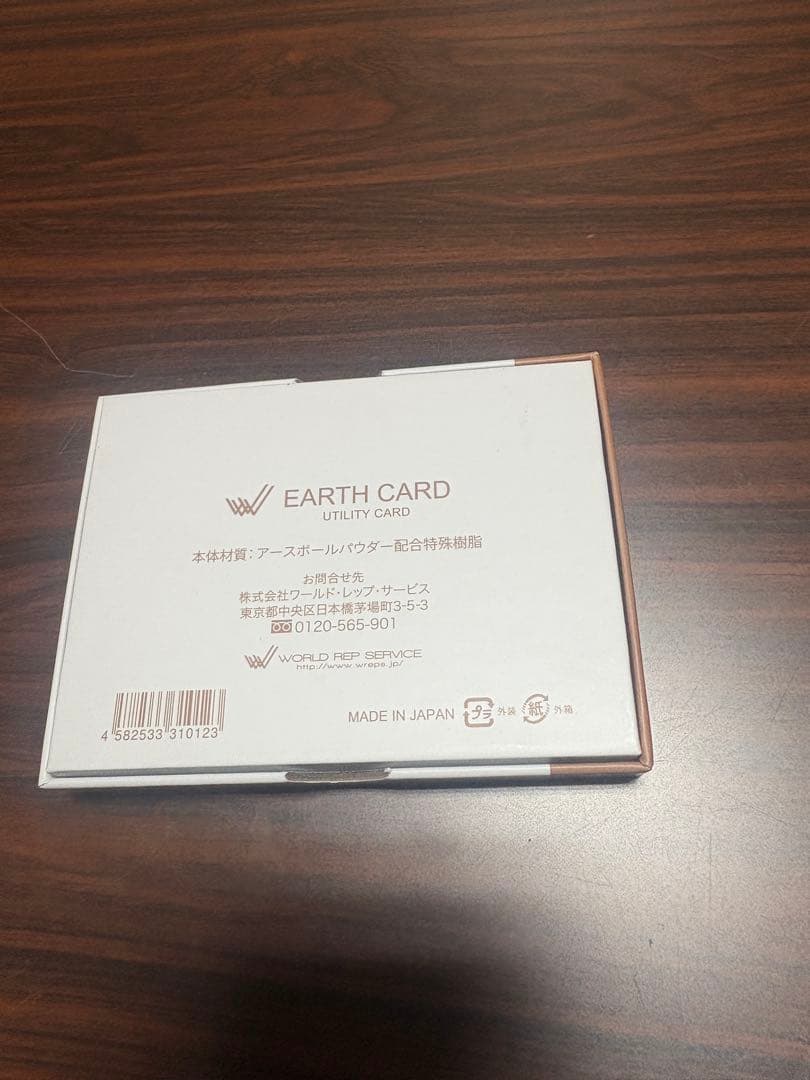 EARTH CARD
UTILITY CARD
本体材質：アースボールパウダー配合特殊樹脂
お問合せ先
株式会社ワールド・レップ・サービス
東京都中央区日本橋茅場町3-5-3
0120-565-901
WORLD REP SERVICE
http://www.wreps.jp/
4 582533 310123
MADE IN JAPAN プラ 外装 紙 外箱